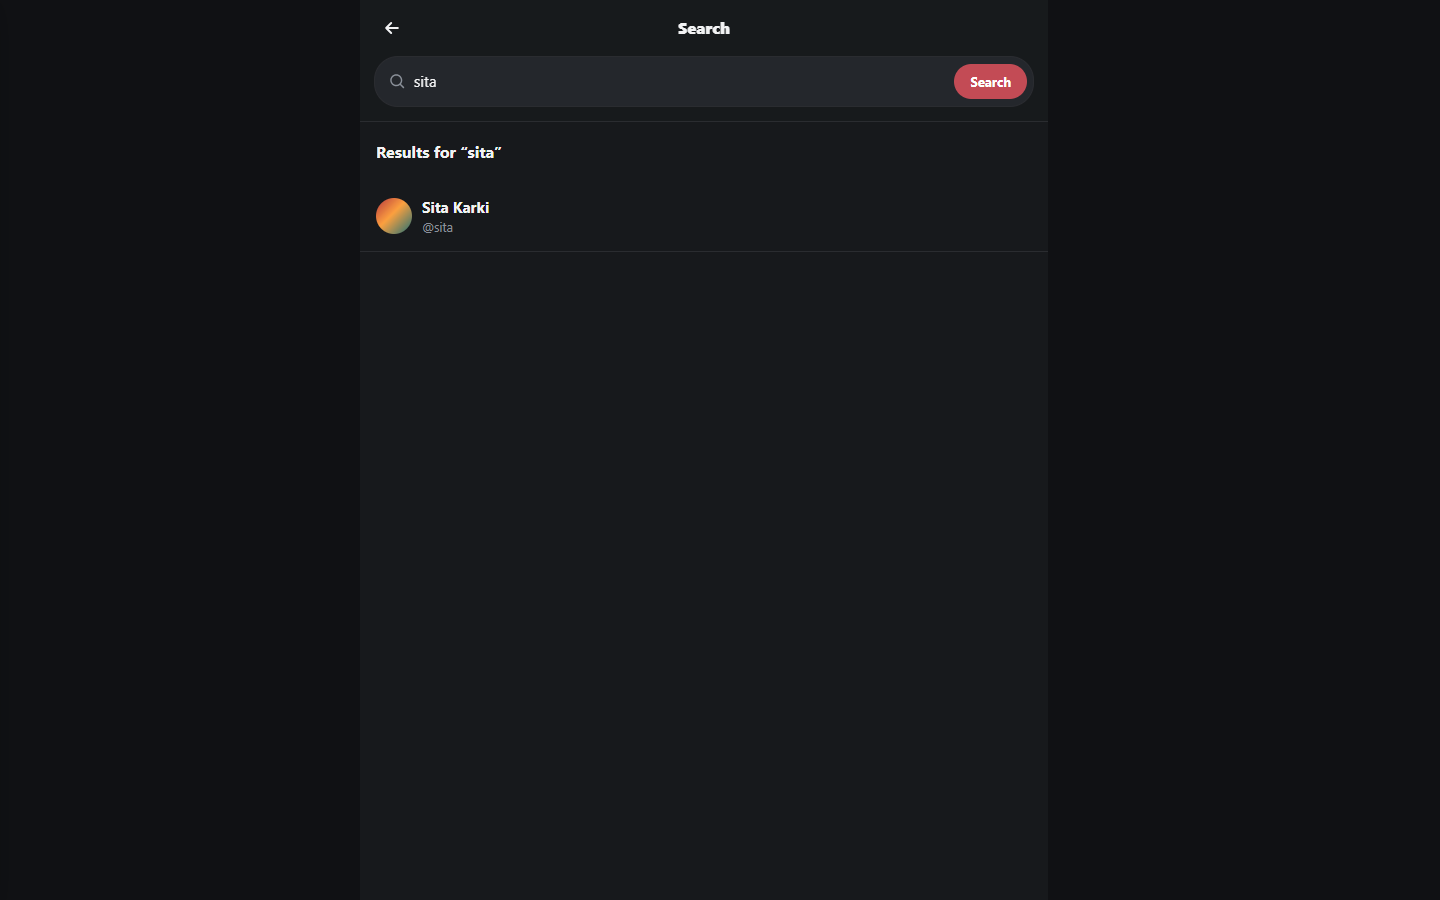 Search
sita
Search
Results for “sita”
Sita Karki
@sita